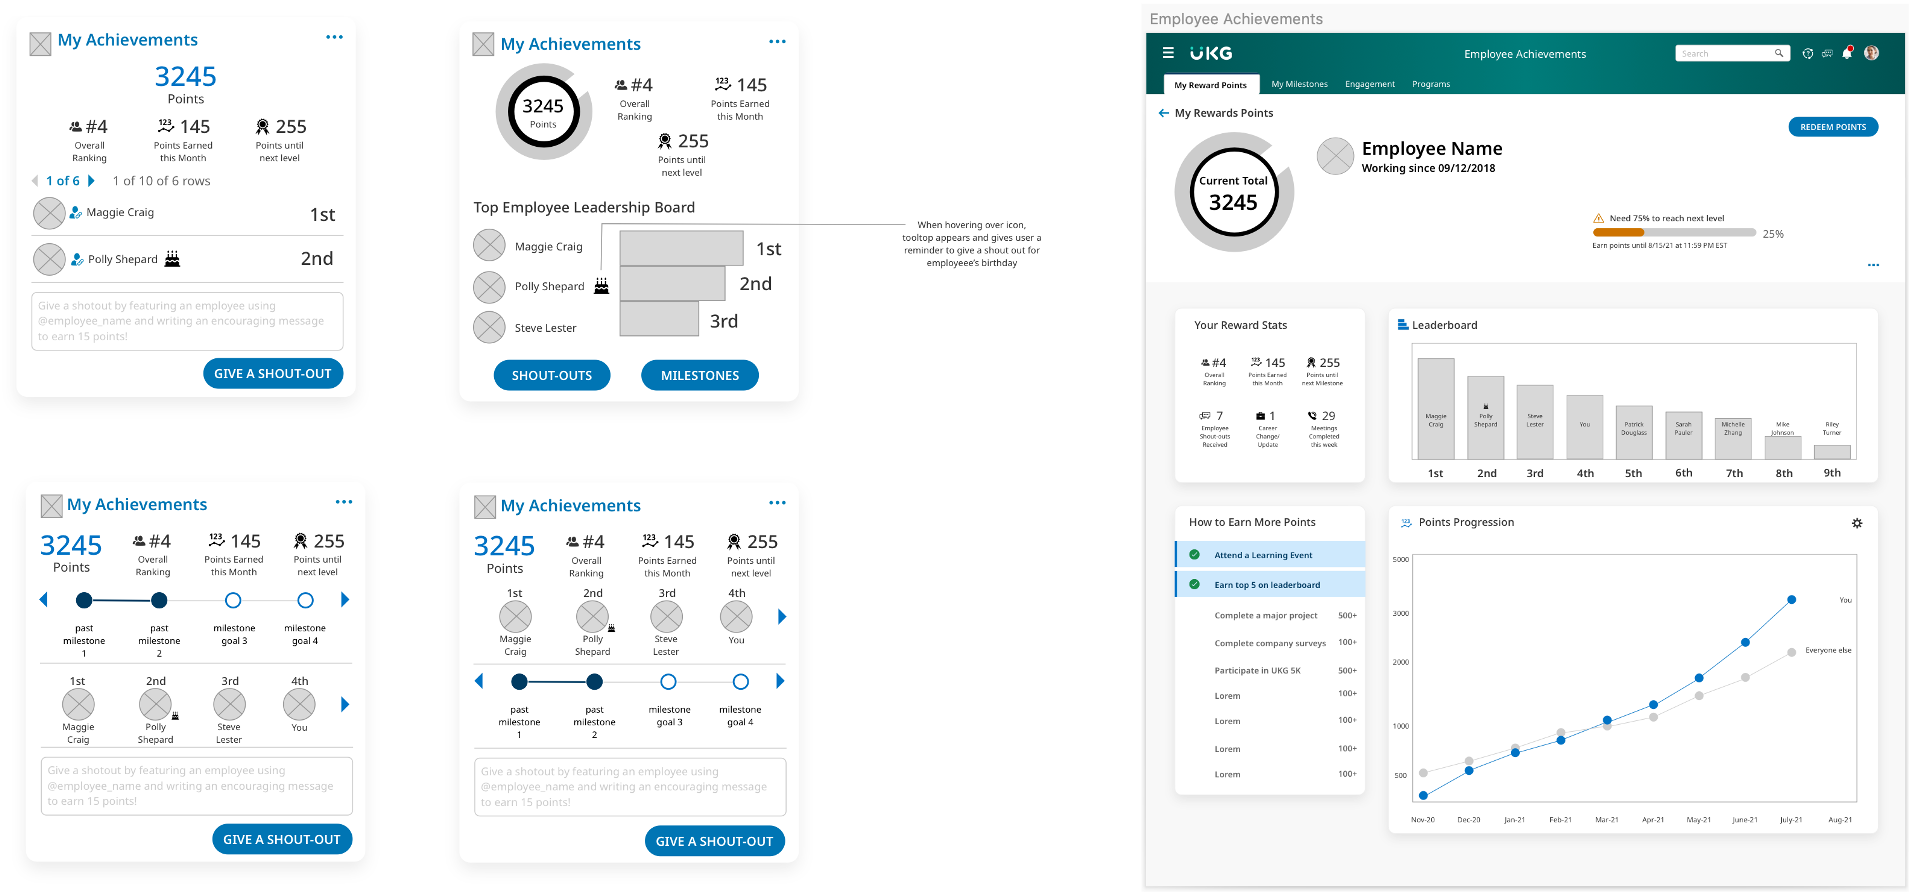 My Achievements
3245
Points
#4
Overall
Ranking
145
Points Earned
this Month
255
Points until
next level
1 of 6
1 of 10 of 6 rows
Maggie Craig
1st
Polly Shepard
2nd
Give a shotout by featuring an employee using
@employee_name and writing an encouraging message
to earn 15 points!
GIVE A SHOUT-OUT
My Achievements
3245
Points
#4
Overall
Ranking
123
145
Points Earned
this Month
255
Points until
next level
Top Employee Leadership Board
Maggie Craig
1st
Polly Shepard
2nd
Steve Lester
3rd
SHOUT-OUTS
MILESTONES
When hovering over icon,
tooltop appears and gives user a
reminder to give a shout out for
employeee's birthday
My Achievements
3245
Points
#4
Overall
Ranking
123
145
Points Earned
this Month
255
Points until
next level
past
milestone
1
past
milestone
2
milestone
goal 3
milestone
goal 4
1st
Maggie
Craig
2nd
Polly
Shepard
3rd
Steve
Lester
4th
You
Give a shotout by featuring an employee using
@employee_name and writing an encouraging message
to earn 15 points!
GIVE A SHOUT-OUT
My Achievements
3245
Points
#4
Overall
Ranking
123
145
Points Earned
this Month
255
Points until
next level
1st
Maggie
Craig
2nd
Polly
Shepard
3rd
Steve
Lester
4th
You
past
milestone
1
past
milestone
2
milestone
goal 3
milestone
goal 4
Give a shotout by featuring an employee using
@employee_name and writing an encouraging message
to earn 15 points!
GIVE A SHOUT-OUT
Employee Achievements
UKG
Employee Achievements
Search
My Reward Points
My Milestones
Engagement
Programs
My Rewards Points
REDEEM POINTS
Current Total
3245
Employee Name
Working since 09/12/2018
Need 75% to reach next level
25%
Earn points until 8/15/21 at 11:59 PM EST
Your Reward Stats
#4
Overall
Ranking
145
Points Earned
this Month
255
Points until
next Milestone
7
Employee
Shout-outs
Received
1
Career
Change/
Update
29
Meetings
Completed
this week
Leaderboard
Maggie
Craig
Polly
Shepard
Steve
Lester
You
Patrick
Douglass
Sarah
Pauler
Michelle
Zhang
Mike
Johnson
Riley
Turner
1st
2nd
3rd
4th
5th
6th
7th
8th
9th
How to Earn More Points
Attend a Learning Event
Earn top 5 on leaderboard
Complete a major project 500+
Complete company surveys 100+
Participate in UKG 5K 500+
Lorem 100+
Lorem 100+
Lorem 100+
Lorem 100+
Points Progression
5000
3000
2000
1000
500
You
Everyone else
Nov-20
Dec-20
Jan-21
Feb-21
Mar-21
Apr-21
May-21
June-21
July-21
Aug-21